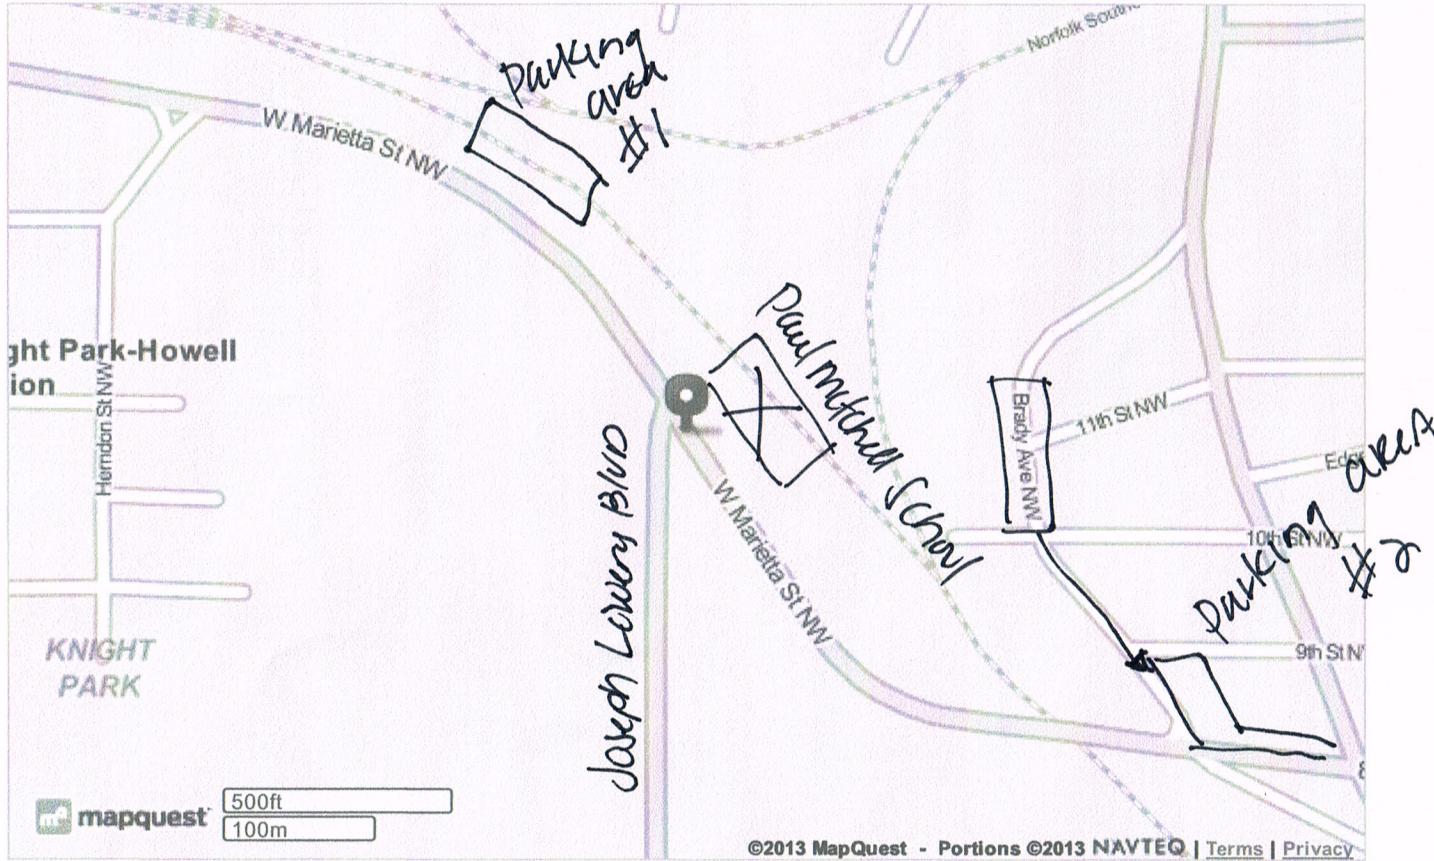 Norfolk South
Parking
area
#1
W Marietta St NW
Paul Mitchell School
ght Park-Howell
ion
Herndon St NW
Brady Ave NW
11th St NW
Joseph Lowery BLVD
W Marietta St NW
10th St NW
Parking area
#2
9th St N
KNIGHT
PARK
8
mapquest
500ft
100m
©2013 MapQuest - Portions ©2013 NAVTEQ | Terms | Privacy